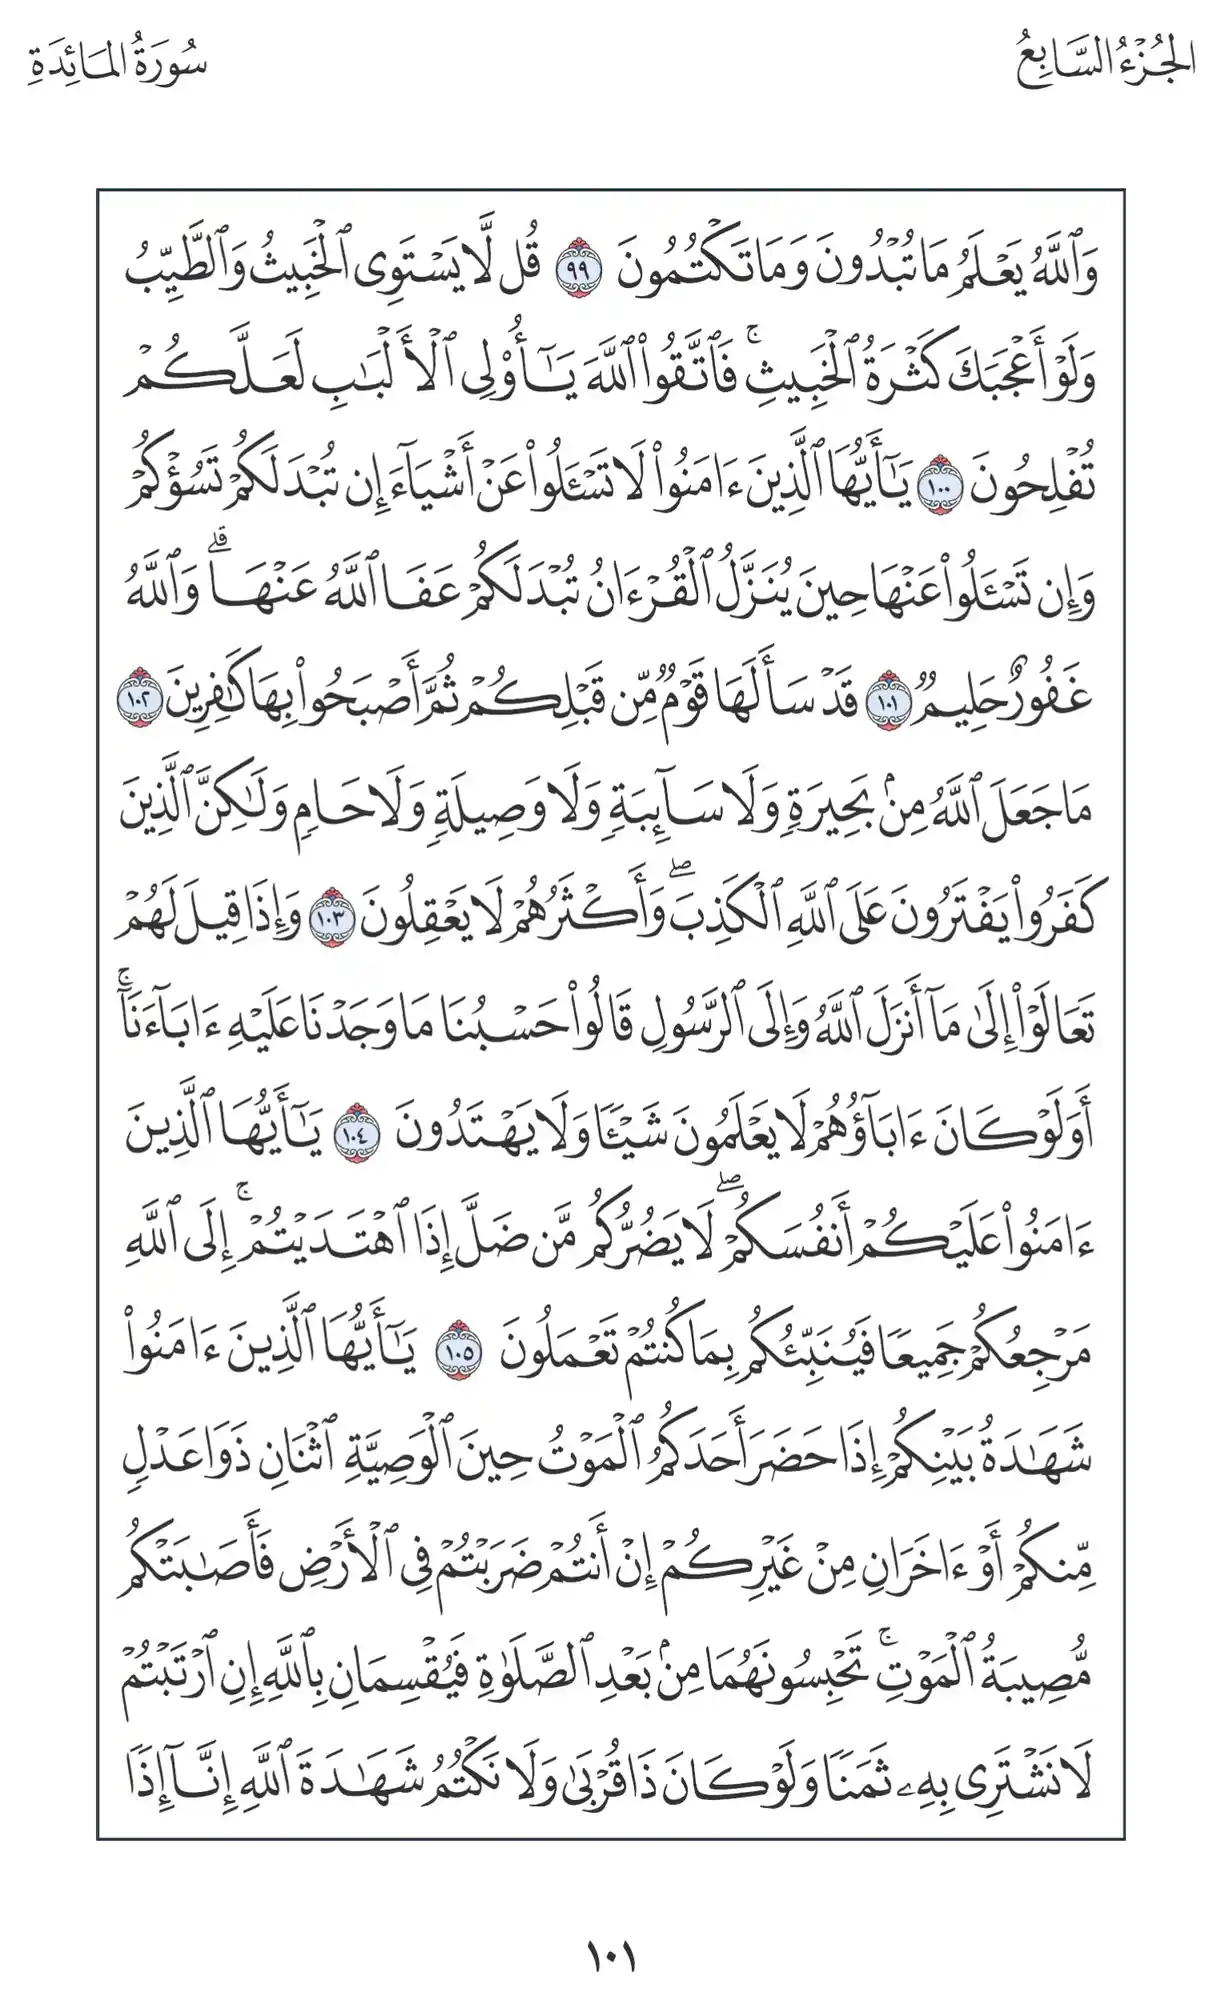 الجُزْءُ السَّابِعُ
سُورَةُ المَائِدَةِ
وَٱللَّهُ يَعْلَمُ مَا تُبْدُونَ وَمَا تَكْتُمُونَ ٩٩ قُل لَّا يَسْتَوِى ٱلْخَبِيثُ وَٱلطَّيِّبُ
وَلَوْ أَعْجَبَكَ كَثْرَةُ ٱلْخَبِيثِۚ فَٱتَّقُوا۟ ٱللَّهَ يَـٰٓأُو۟لِى ٱلْأَلْبَـٰبِ لَعَلَّكُمْ
تُفْلِحُونَ ١٠٠ يَـٰٓأَيُّهَا ٱلَّذِينَ ءَامَنُوا۟ لَا تَسْـَٔلُوا۟ عَنْ أَشْيَآءَ إِن تُبْدَ لَكُمْ تَسُؤْكُمْ
وَإِن تَسْـَٔلُوا۟ عَنْهَا حِينَ يُنَزَّلُ ٱلْقُرْءَانُ تُبْدَ لَكُمْ عَفَا ٱللَّهُ عَنْهَاۗ وَٱللَّهُ
غَفُورٌ حَلِيمٌ ١٠١ قَدْ سَأَلَهَا قَوْمٌ مِّن قَبْلِكُمْ ثُمَّ أَصْبَحُوا۟ بِهَا كَـٰفِرِينَ ١٠٢
مَا جَعَلَ ٱللَّهُ مِنۢ بَحِيرَةٍ وَلَا سَآئِبَةٍ وَلَا وَصِيلَةٍ وَلَا حَامٍ وَلَـٰكِنَّ ٱلَّذِينَ
كَفَرُوا۟ يَفْتَرُونَ عَلَى ٱللَّهِ ٱلْكَذِبَۖ وَأَكْثَرُهُمْ لَا يَعْقِلُونَ ١٠٣ وَإِذَا قِيلَ لَهُمْ
تَعَالَوْا۟ إِلَىٰ مَآ أَنزَلَ ٱللَّهُ وَإِلَى ٱلرَّسُولِ قَالُوا۟ حَسْبُنَا مَا وَجَدْنَا عَلَيْهِ ءَابَآءَنَآۚ
أَوَلَوْ كَانَ ءَابَآؤُهُمْ لَا يَعْلَمُونَ شَيْـًٔا وَلَا يَهْتَدُونَ ١٠٤ يَـٰٓأَيُّهَا ٱلَّذِينَ
ءَامَنُوا۟ عَلَيْكُمْ أَنفُسَكُمْۖ لَا يَضُرُّكُم مَّن ضَلَّ إِذَا ٱهْتَدَيْتُمْۚ إِلَى ٱللَّهِ
مَرْجِعُكُمْ جَمِيعًا فَيُنَبِّئُكُم بِمَا كُنتُمْ تَعْمَلُونَ ١٠٥ يَـٰٓأَيُّهَا ٱلَّذِينَ ءَامَنُوا۟
شَهَـٰدَةُ بَيْنِكُمْ إِذَا حَضَرَ أَحَدَكُمُ ٱلْمَوْتُ حِينَ ٱلْوَصِيَّةِ ٱثْنَانِ ذَوَا عَدْلٍ
مِّنكُمْ أَوْ ءَاخَرَانِ مِنْ غَيْرِكُمْ إِنْ أَنتُمْ ضَرَبْتُمْ فِى ٱلْأَرْضِ فَأَصَـٰبَتْكُم
مُّصِيبَةُ ٱلْمَوْتِۚ تَحْبِسُونَهُمَا مِنۢ بَعْدِ ٱلصَّلَوٰةِ فَيُقْسِمَانِ بِٱللَّهِ إِنِ ٱرْتَبْتُمْ
لَا نَشْتَرِى بِهِۦ ثَمَنًا وَلَوْ كَانَ ذَا قُرْبَىٰ وَلَا نَكْتُمُ شَهَـٰدَةَ ٱللَّهِ إِنَّآ إِذًا
١٠١